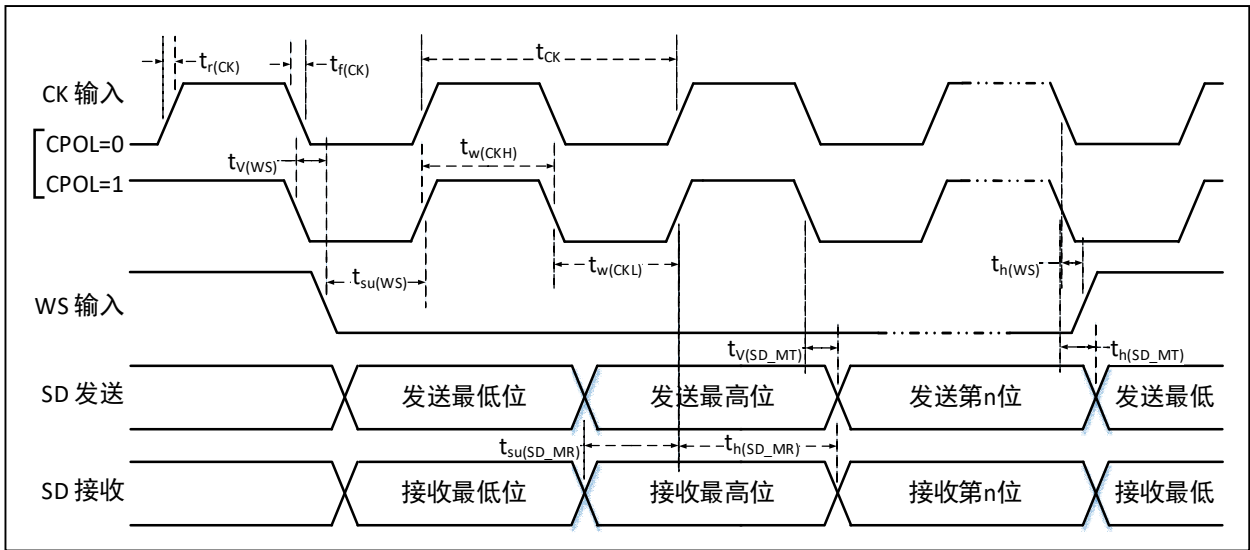 t_r(CK)
t_f(CK)
t_CK
CK 输入
CPOL=0
t_V(WS)
t_w(CKH)
CPOL=1
t_su(WS)
t_w(CKL)
t_h(WS)
WS 输入
t_V(SD_MT)
t_h(SD_MT)
SD 发送
发送最低位
发送最高位
发送第n位
发送最低
t_su(SD_MR)
t_h(SD_MR)
SD 接收
接收最低位
接收最高位
接收第n位
接收最低